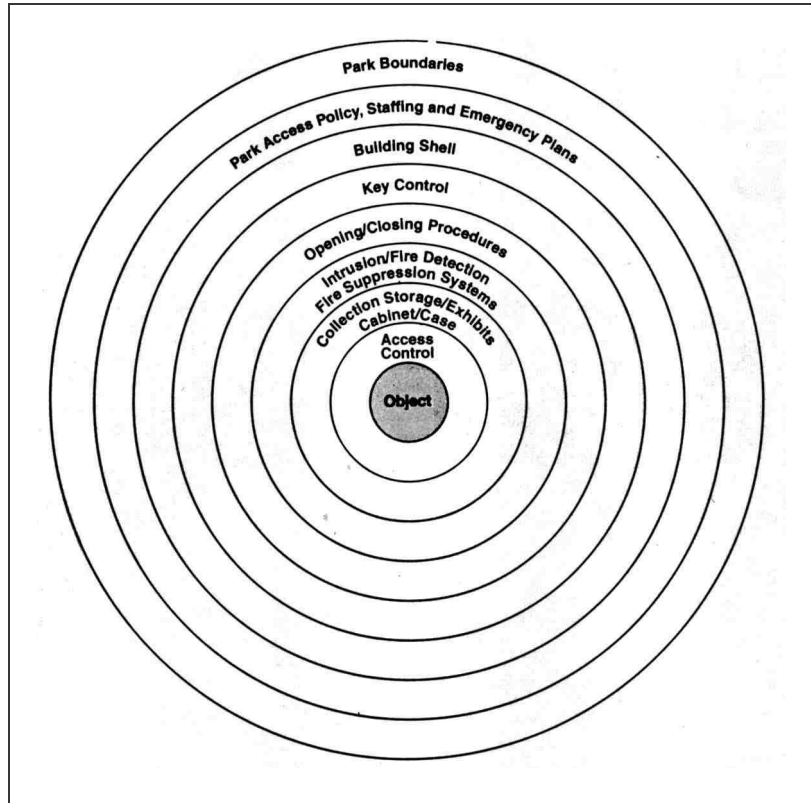 Park Boundaries
Park Access Policy, Staffing and Emergency Plans
Building Shell
Key Control
Opening/Closing Procedures
Intrusion/Fire Detection
Fire Suppression Systems
Collection Storage/Exhibits
Cabinet/Case
Access
Control
Object